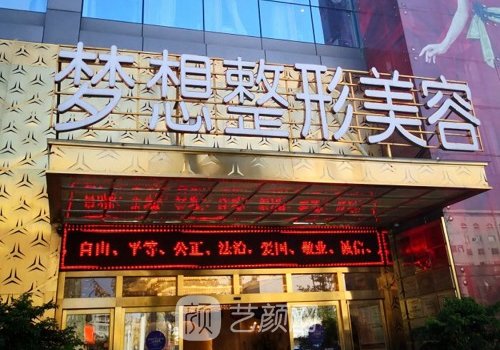 梦想整形美容
自由、平等、公正、法治、爱国、敬业、诚信、
艺颜网